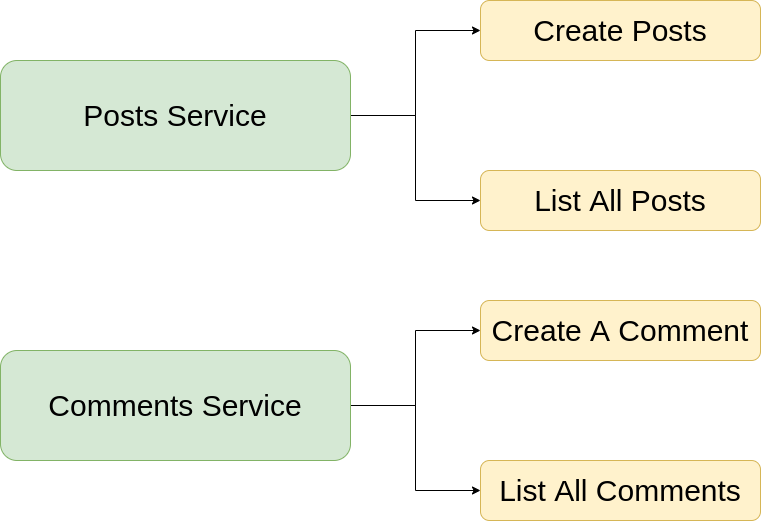 Create Posts
Posts Service
List All Posts
Create A Comment
Comments Service
List All Comments